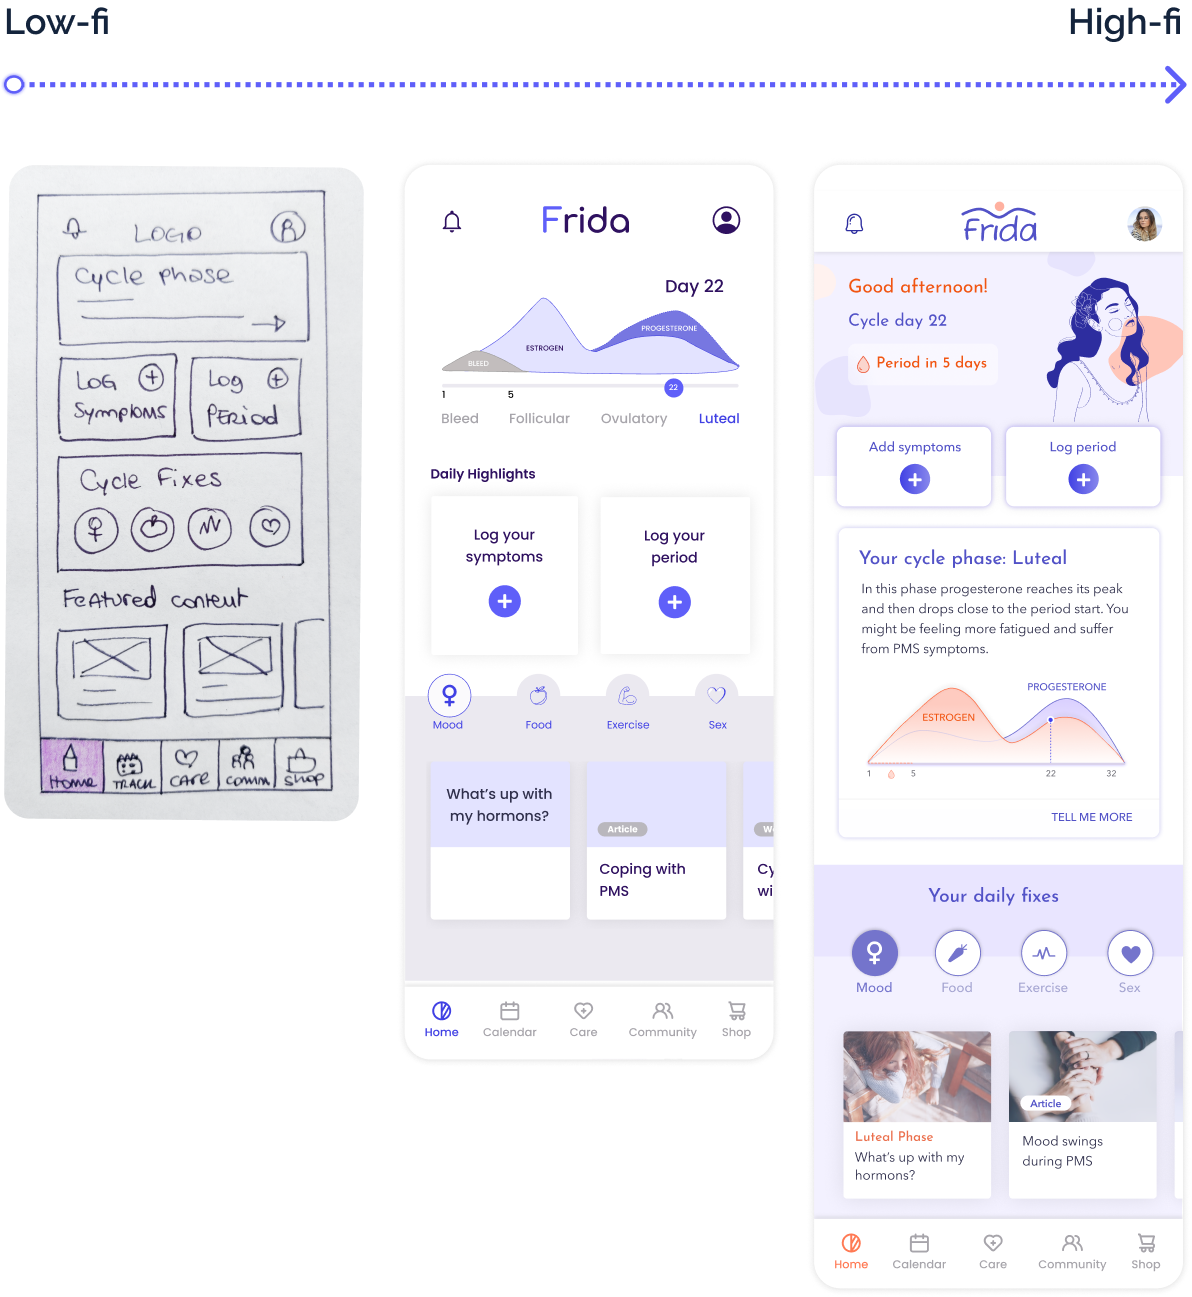 Low-fi
High-fi
LOGO
Cycle phase
LOG
Symptoms
Log
PERiod
Cycle Fixes
FeAtured content
Home
TRACK
CARE
COMM
Shop
Frida
Day 22
PROGESTERONE
ESTROGEN
BLEED
22
1
5
Bleed
Follicular
Ovulatory
Luteal
Daily Highlights
Log your
symptoms
Log your
period
Mood
Food
Exercise
Sex
What's up with
my hormons?
Article
Coping with
PMS
W
Cy
wi
Home
Calendar
Care
Community
Shop
Frida
Good afternoon!
Cycle day 22
Period in 5 days
Add symptoms
Log period
Your cycle phase: Luteal
In this phase progesterone reaches its peak
and then drops close to the period start. You
might be feeling more fatigued and suffer
from PMS symptoms.
PROGESTERONE
ESTROGEN
1
5
22
32
TELL ME MORE
Your daily fixes
Mood
Food
Exercise
Sex
Luteal Phase
What's up with my
hormons?
Article
Mood swings
during PMS
Home
Calendar
Care
Community
Shop